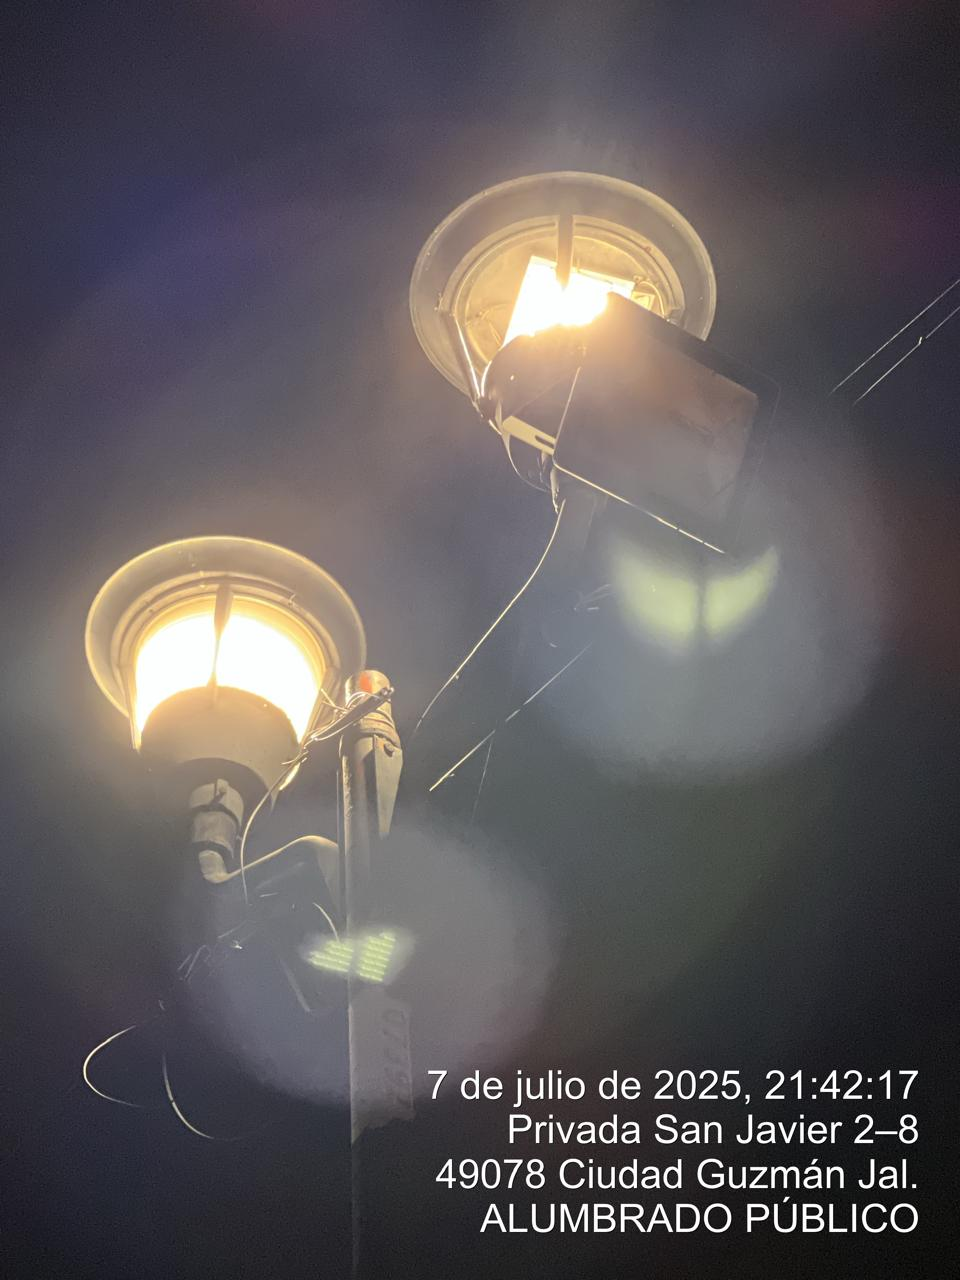 7 de julio de 2025, 21:42:17
Privada San Javier 2–8
49078 Ciudad Guzmán Jal.
ALUMBRADO PÚBLICO